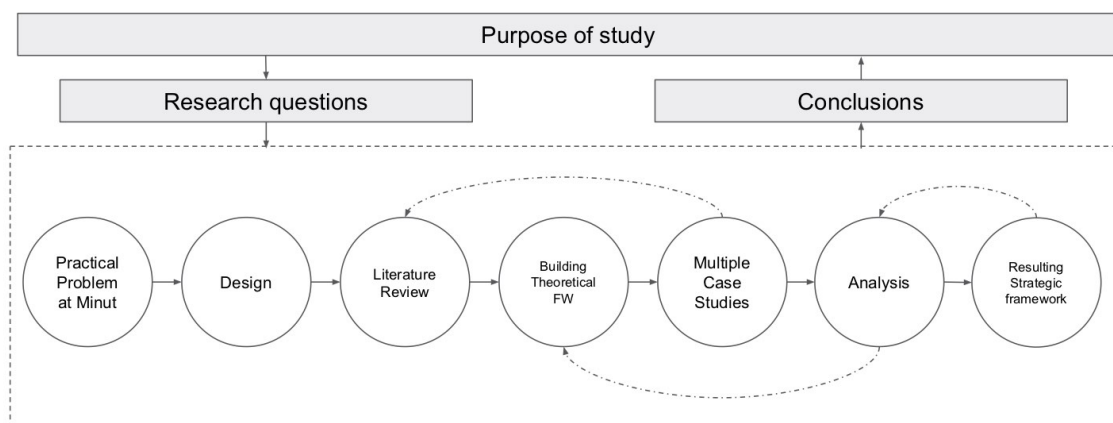 Purpose of study
Research questions
Conclusions
Practical
Problem
at Minut
Design
Literature
Review
Building
Theoretical
FW
Multiple
Case
Studies
Analysis
Resulting
Strategic
framework